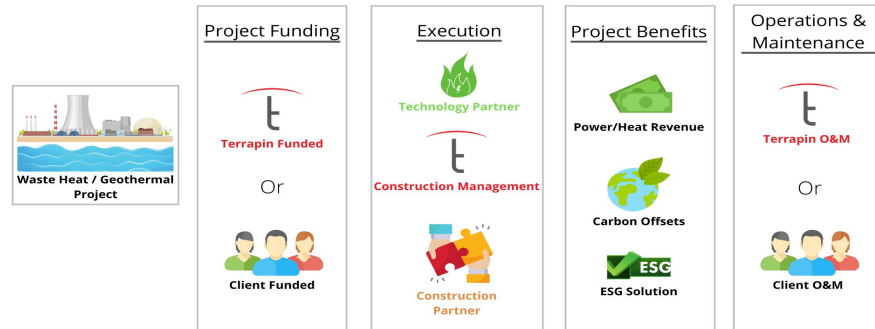 Waste Heat / Geothermal
Project
Project Funding
t
Terrapin Funded
Or
Client Funded
Execution
Technology Partner
t
Construction Management
Construction
Partner
Project Benefits
Power/Heat Revenue
Carbon Offsets
ESG
ESG Solution
Operations &
Maintenance
t
Terrapin O&M
Or
Client O&M